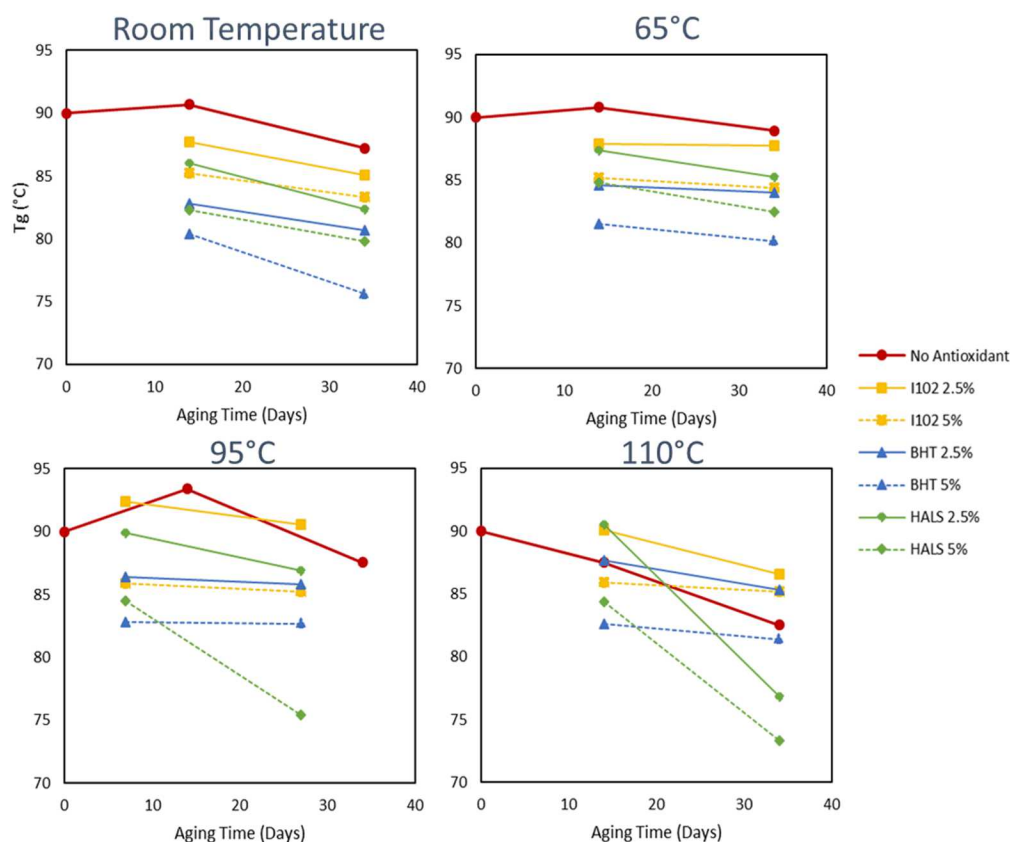 Room Temperature
65°C
95
90
85
80
75
70
Tg (°C)
0
10
20
30
40
Aging Time (Days)
95
90
85
80
75
70
0
10
20
30
40
Aging Time (Days)
No Antioxidant
I102 2.5%
I102 5%
BHT 2.5%
BHT 5%
HALS 2.5%
HALS 5%
95°C
110°C
95
90
85
80
75
70
0
10
20
30
40
Aging Time (Days)
95
90
85
80
75
70
0
10
20
30
40
Aging Time (Days)